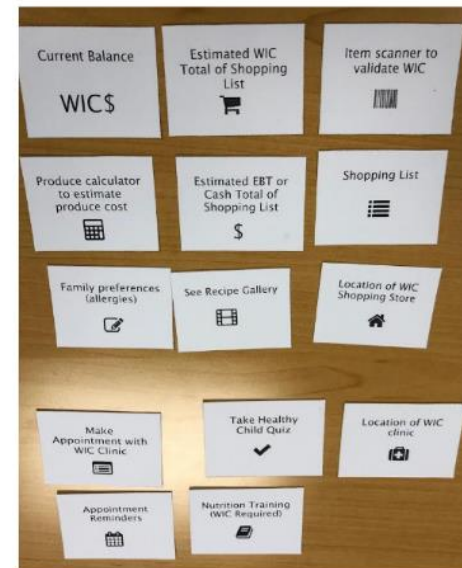 Current Balance
WIC$
Estimated WIC
Total of Shopping
List
Item scanner to
validate WIC
Produce calculator
to estimate
produce cost
Estimated EBT or
Cash Total of
Shopping List
$
Shopping List
Family preferences
(allergies)
See Recipe Gallery
Location of WIC
Shopping Store
Make
Appointment with
WIC Clinic
Take Healthy
Child Quiz
Location of WIC
clinic
Appointment
Reminders
Nutrition Training
(WIC Required)